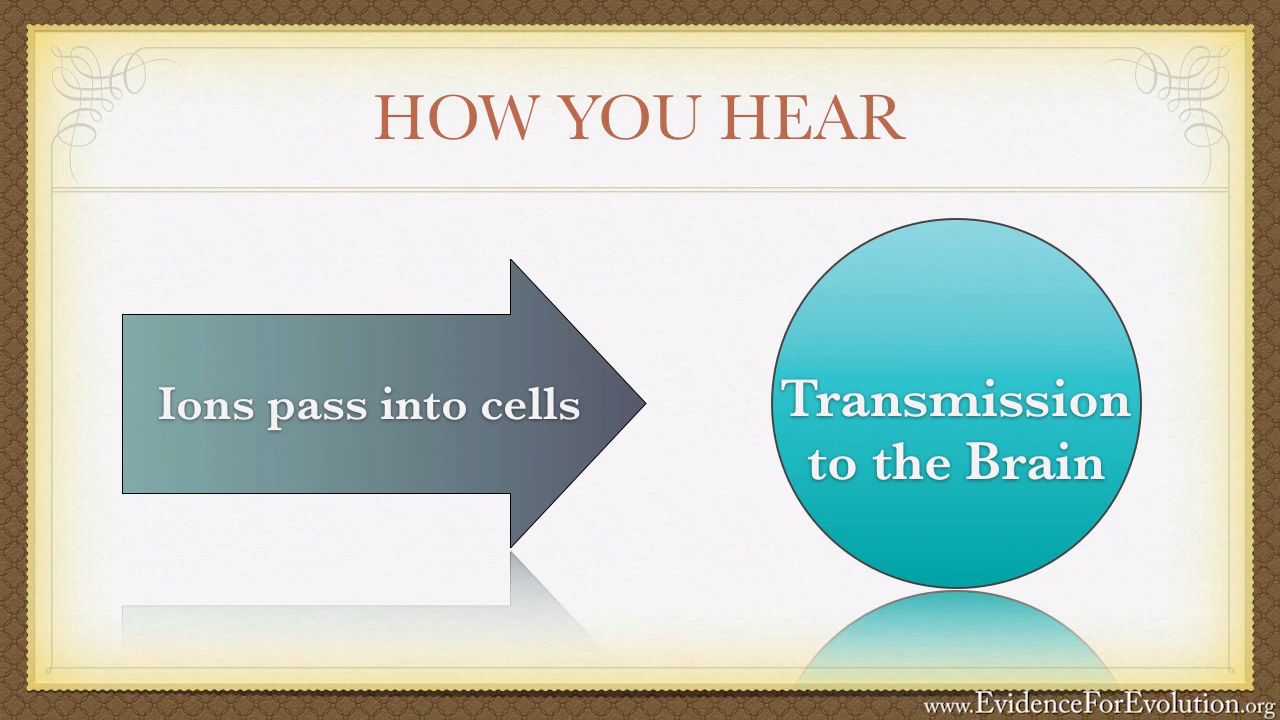 HOW YOU HEAR
Ions pass into cells
Transmission
to the Brain
www.EvidenceForEvolution.org